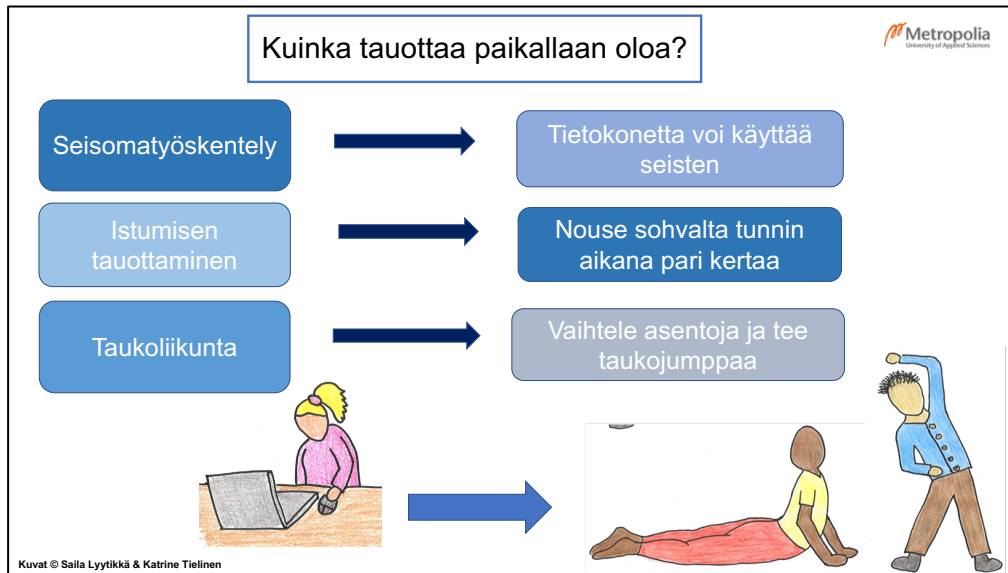 Kuinka tauottaa paikallaan oloa?
Metropolia
University of Applied Sciences
Seisomatyöskentely
Tietokonetta voi käyttää
seisten
Istumisen
tauottaminen
Nouse sohvalta tunnin
aikana pari kertaa
Taukoliikunta
Vaihtele asentoja ja tee
taukojumppaa
Kuvat © Saila Lyytikkä & Katrine Tielinen